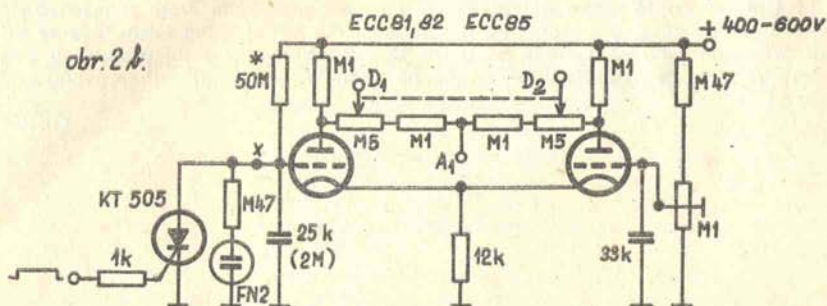 ECC81,82 ECC85
+ 400-600V
obr. 2 b.
*
50M
M1
D1
D2
M1
M47
M5
M1
M1
M5
x
A1
KT 505
M47
25k
(2M)
12k
33k
M1
1k
FN2